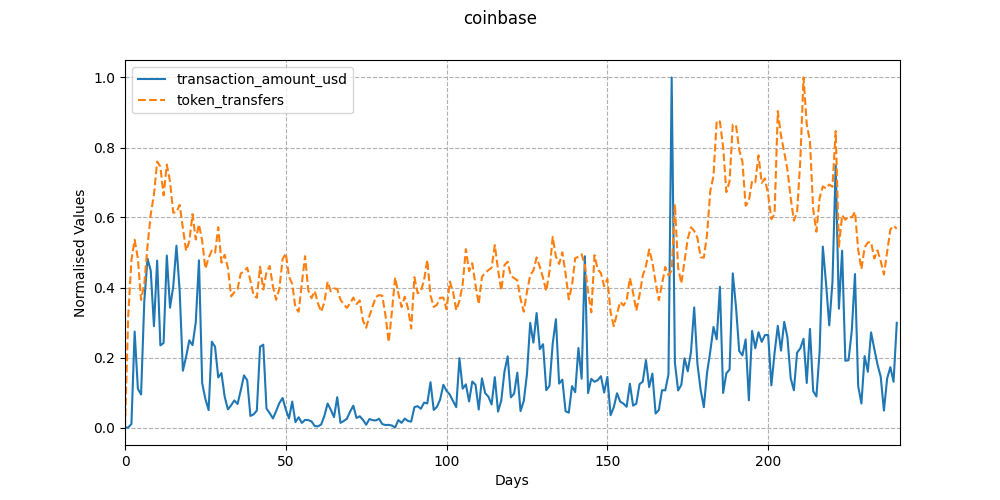 coinbase
transaction_amount_usd
token_transfers
Normalised Values
1.0
0.8
0.6
0.4
0.2
0.0
0
50
100
150
200
Days